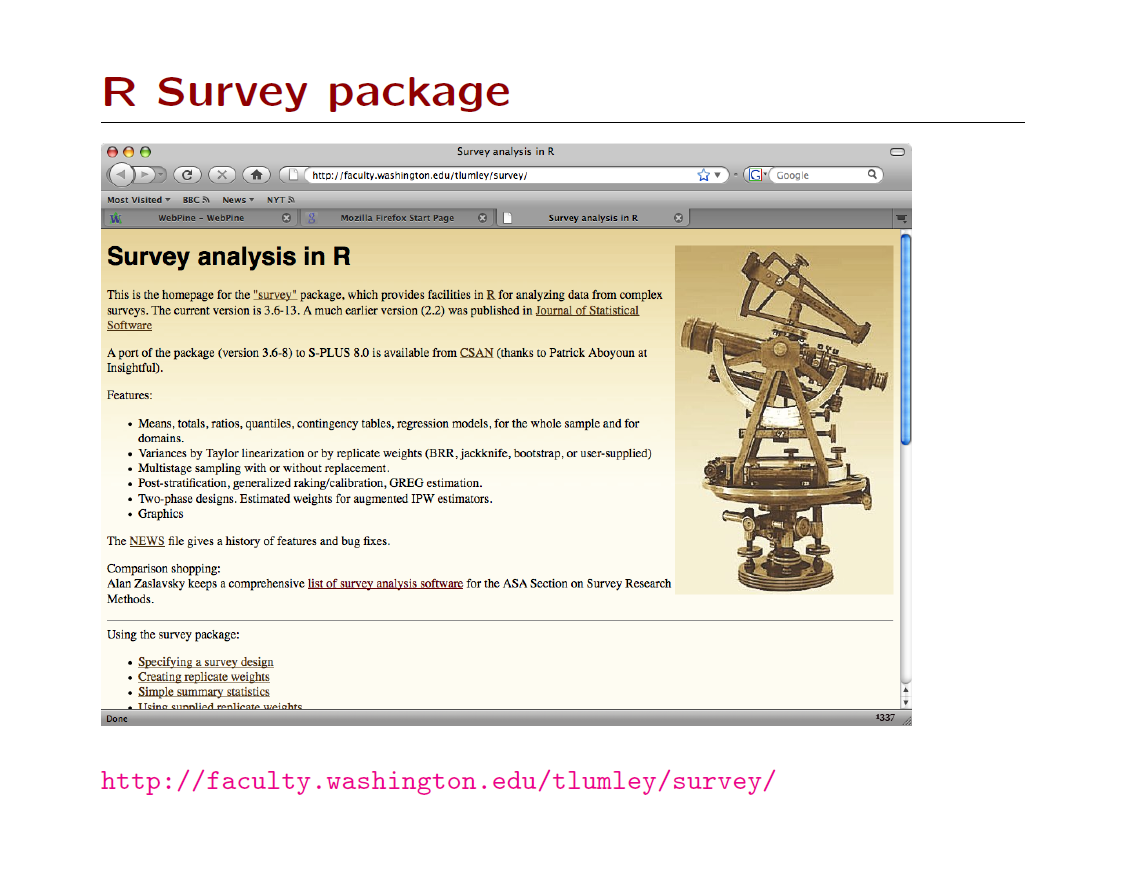 R Survey package
Survey analysis in R
http://faculty.washington.edu/tlumley/survey/
Google
Most Visited BBC News NYT
WebPine - WebPine Mozilla Firefox Start Page Survey analysis in R
Survey analysis in R
This is the homepage for the "survey" package, which provides facilities in R for analyzing data from complex
surveys. The current version is 3.6-13. A much earlier version (2.2) was published in Journal of Statistical
Software
A port of the package (version 3.6-8) to S-PLUS 8.0 is available from CSAN (thanks to Patrick Aboyoun at
Insightful).
Features:
• Means, totals, ratios, quantiles, contingency tables, regression models, for the whole sample and for
domains.
• Variances by Taylor linearization or by replicate weights (BRR, jackknife, bootstrap, or user-supplied)
• Multistage sampling with or without replacement.
• Post-stratification, generalized raking/calibration, GREG estimation.
• Two-phase designs. Estimated weights for augmented IPW estimators.
• Graphics
The NEWS file gives a history of features and bug fixes.
Comparison shopping:
Alan Zaslavsky keeps a comprehensive list of survey analysis software for the ASA Section on Survey Research
Methods.
Using the survey package:
• Specifying a survey design
• Creating replicate weights
• Simple summary statistics
• Using supplied replicate weights
Done
1337
http://faculty.washington.edu/tlumley/survey/